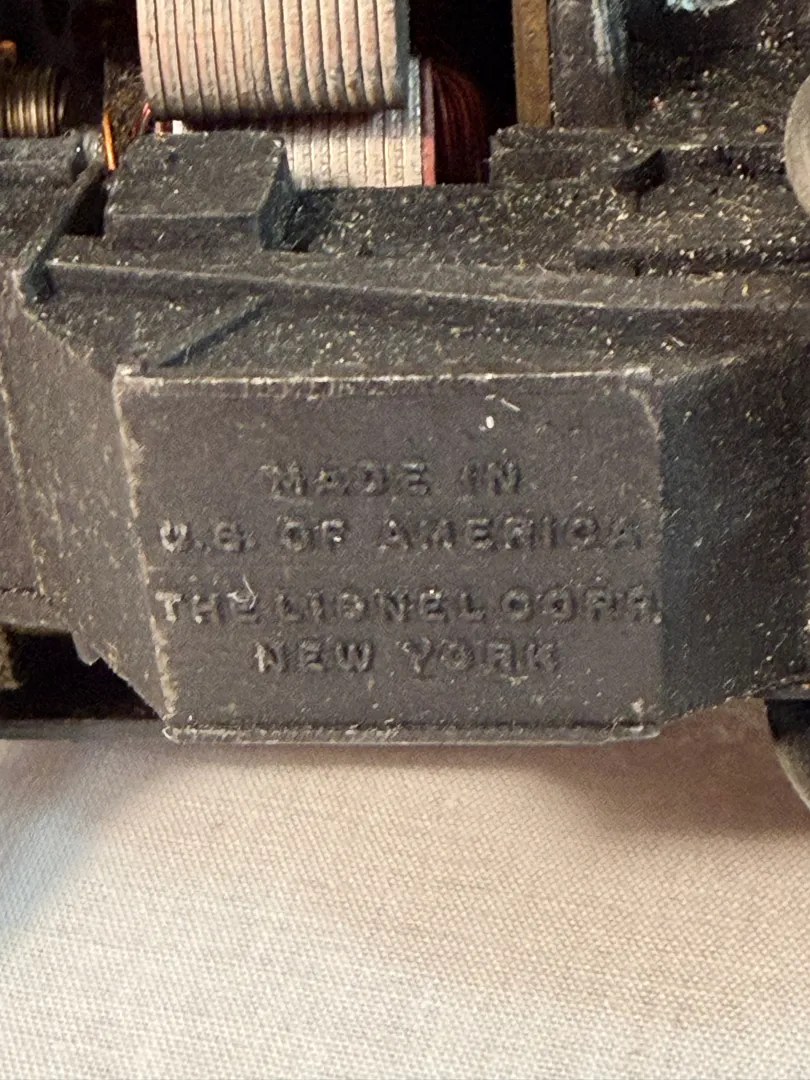 MADE IN
U.S. OF AMERICA
THE LIONEL CORP.
NEW YORK